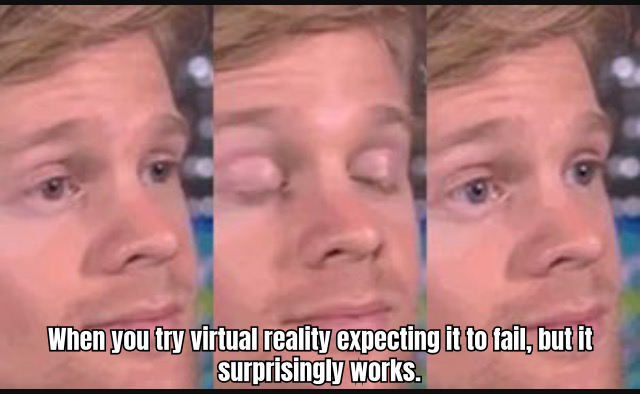 When you try virtual reality expecting it to fail, but it
surprisingly works.